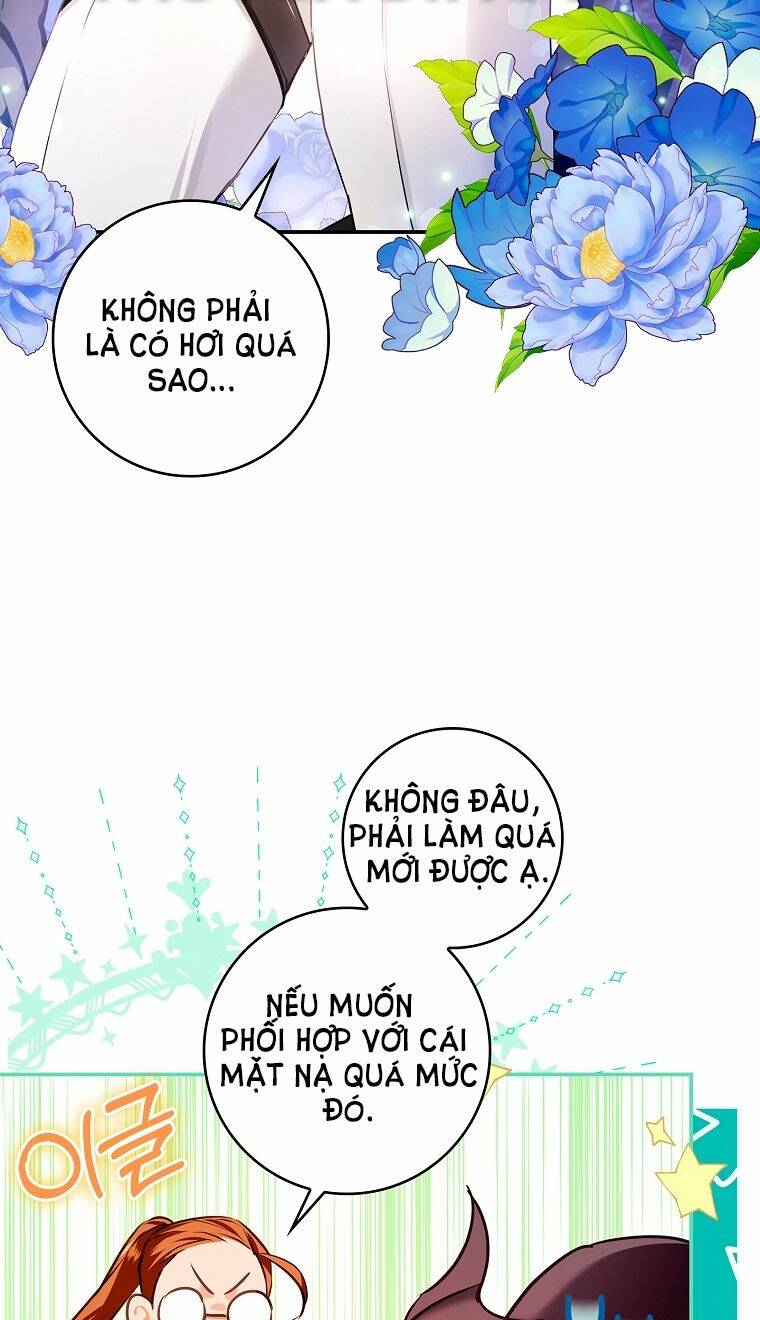 KHÔNG PHẢI
LÀ CÓ HƠI QUÁ
SAO...
KHÔNG ĐÂU,
PHẢI LÀM QUÁ
MỚI ĐƯỢC Ạ.
NẾU MUỐN
PHỐI HỢP VỚI CÁI
MẶT NẠ QUÁ MỨC
ĐÓ.
이글